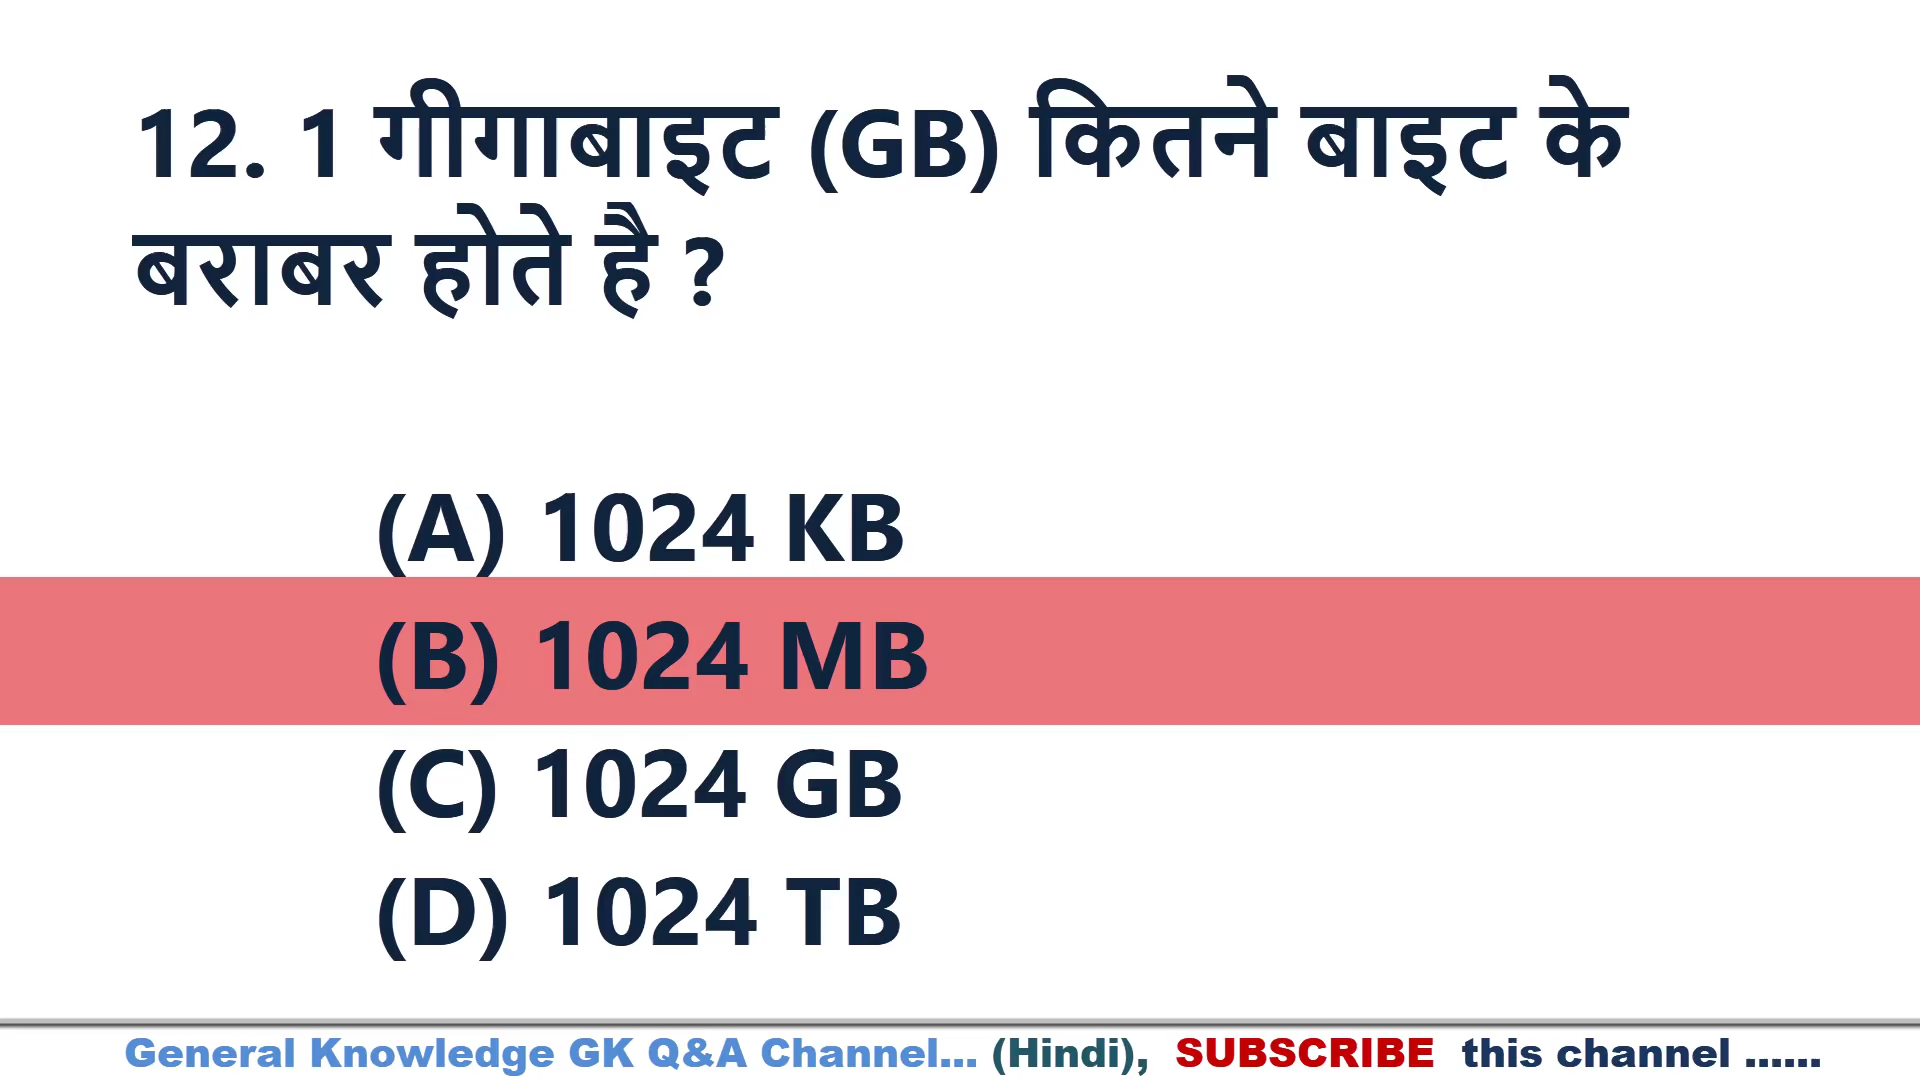 12. 1 गीगाबाइट (GB) कितने बाइट के
बराबर होते है ?
(A) 1024 KB
(B) 1024 MB
(C) 1024 GB
(D) 1024 TB
General Knowledge GK Q&A Channel... (Hindi), SUBSCRIBE this channel ......